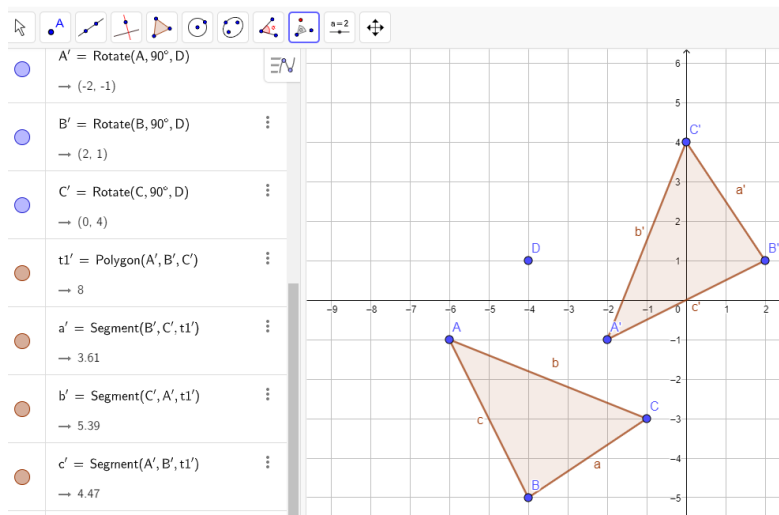 A
a=2
A′ = Rotate(A, 90°, D)
→ (-2, -1)
B′ = Rotate(B, 90°, D)
→ (2, 1)
C′ = Rotate(C, 90°, D)
→ (0, 4)
t1′ = Polygon(A′, B′, C′)
→ 8
a′ = Segment(B′, C′, t1′)
→ 3.61
b′ = Segment(C′, A′, t1′)
→ 5.39
c′ = Segment(A′, B′, t1′)
→ 4.47
6
5
4
C'
3
a'
2
b'
D
1
B'
−9 −8 −7 −6 −5 −4 −3 −2 −1 0 1 2
c'
A
A'
−1
b
−2
C
−3
c
a
−4
B
−5